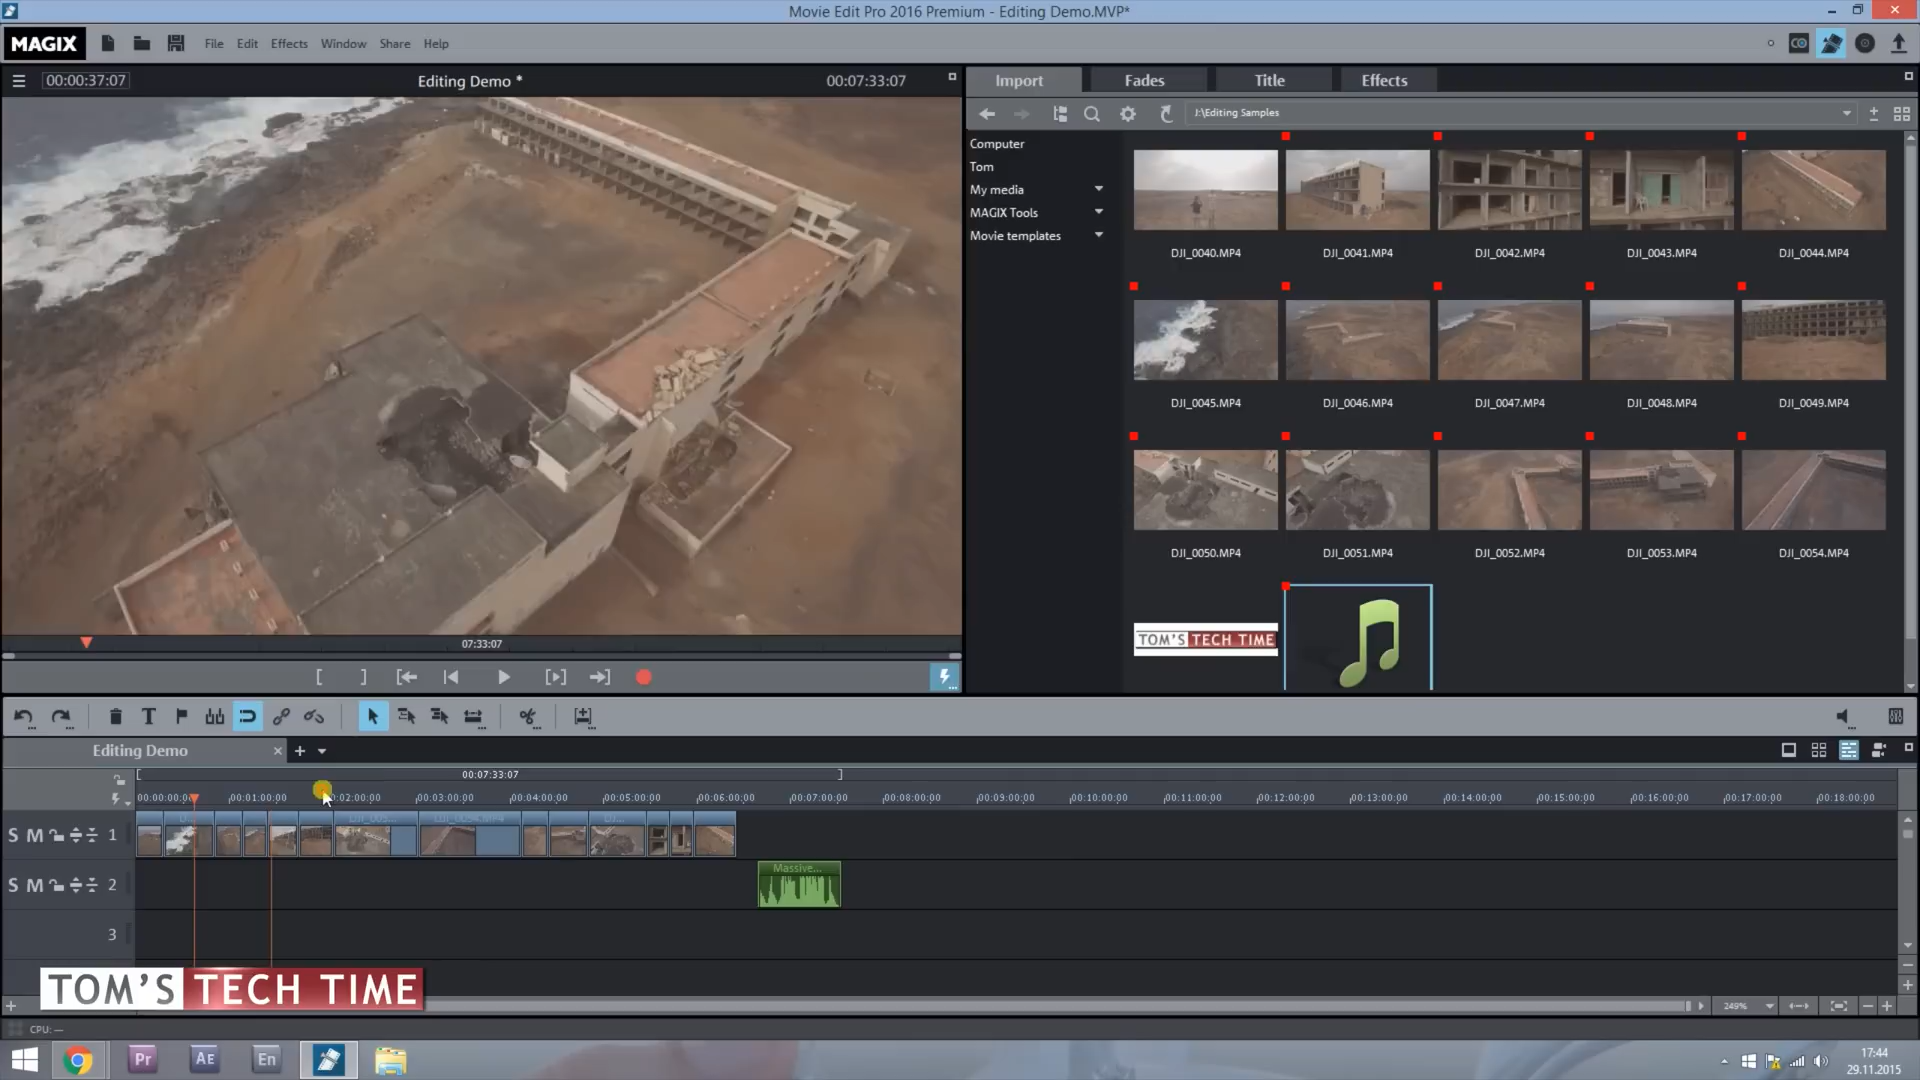 Movie Edit Pro 2016 Premium - Editing Demo.MVP*
MAGIX
File Edit Effects Window Share Help
00:00:37:07
Editing Demo *
00:07:33:07
Import Fades Title Effects
J:\Editing Samples
Computer
Tom
My media
MAGIX Tools
Movie templates
DJI_0040.MP4 DJI_0041.MP4 DJI_0042.MP4 DJI_0043.MP4 DJI_0044.MP4
DJI_0045.MP4 DJI_0046.MP4 DJI_0047.MP4 DJI_0048.MP4 DJI_0049.MP4
DJI_0050.MP4 DJI_0051.MP4 DJI_0052.MP4 DJI_0053.MP4 DJI_0054.MP4
TOM'S TECH TIME
07:33:07
Editing Demo
00:07:33:07
00:01:00:00 00:03:00:00 00:04:00:00 00:05:00:00 00:06:00:00 00:07:00:00 00:08:00:00 00:09:00:00 00:10:00:00 00:11:00:00 00:12:00:00 00:13:00:00 00:14:00:00 00:15:00:00 00:16:00:00 00:17:00:00 00:18:00:00
S M 1
Massive...
S M 2
3
TOM'S TECH TIME
249%
CPU: —
Pr Ae En
17:44
29.11.2015